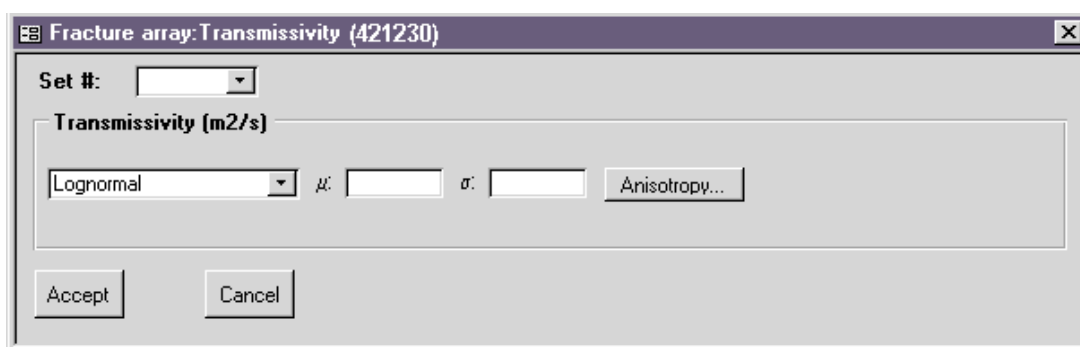 Fracture array:Transmissivity (421230)
Set #:
Transmissivity (m2/s)
Lognormal μ: σ: Anisotropy...
Accept Cancel